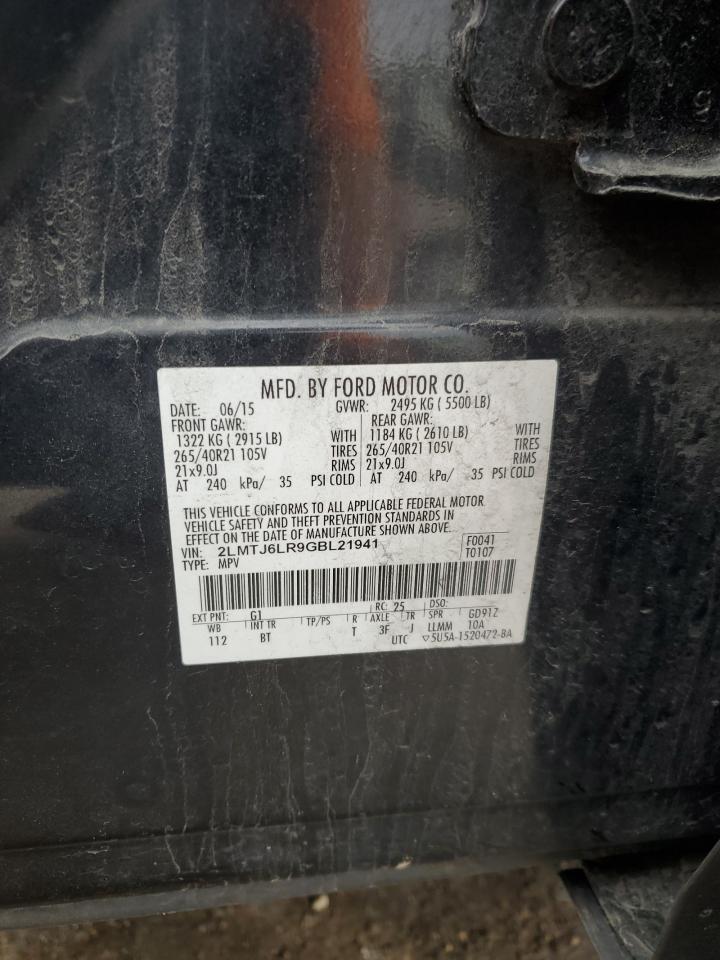 MFD. BY FORD MOTOR CO.
DATE: 06/15 GVWR: 2495 KG ( 5500 LB)
FRONT GAWR: REAR GAWR:
1322 KG ( 2915 LB) WITH 1184 KG ( 2610 LB) WITH
265/40R21 105V TIRES 265/40R21 105V TIRES
21x9.0J RIMS 21x9.0J RIMS
AT 240 kPa/ 35 PSI COLD AT 240 kPa/ 35 PSI COLD
THIS VEHICLE CONFORMS TO ALL APPLICABLE FEDERAL MOTOR
VEHICLE SAFETY AND THEFT PREVENTION STANDARDS IN
EFFECT ON THE DATE OF MANUFACTURE SHOWN ABOVE.
VIN: 2LMTJ6LR9GBL21941 F0041
TYPE: MPV T0107
EXT PNT: G1 RC: 25 DSO:
WB INT TR TP/PS R AXLE TR SPR GD91Z
112 BT T 3F J LLMM 10A
UTC ▽5U5A-1520472-BA